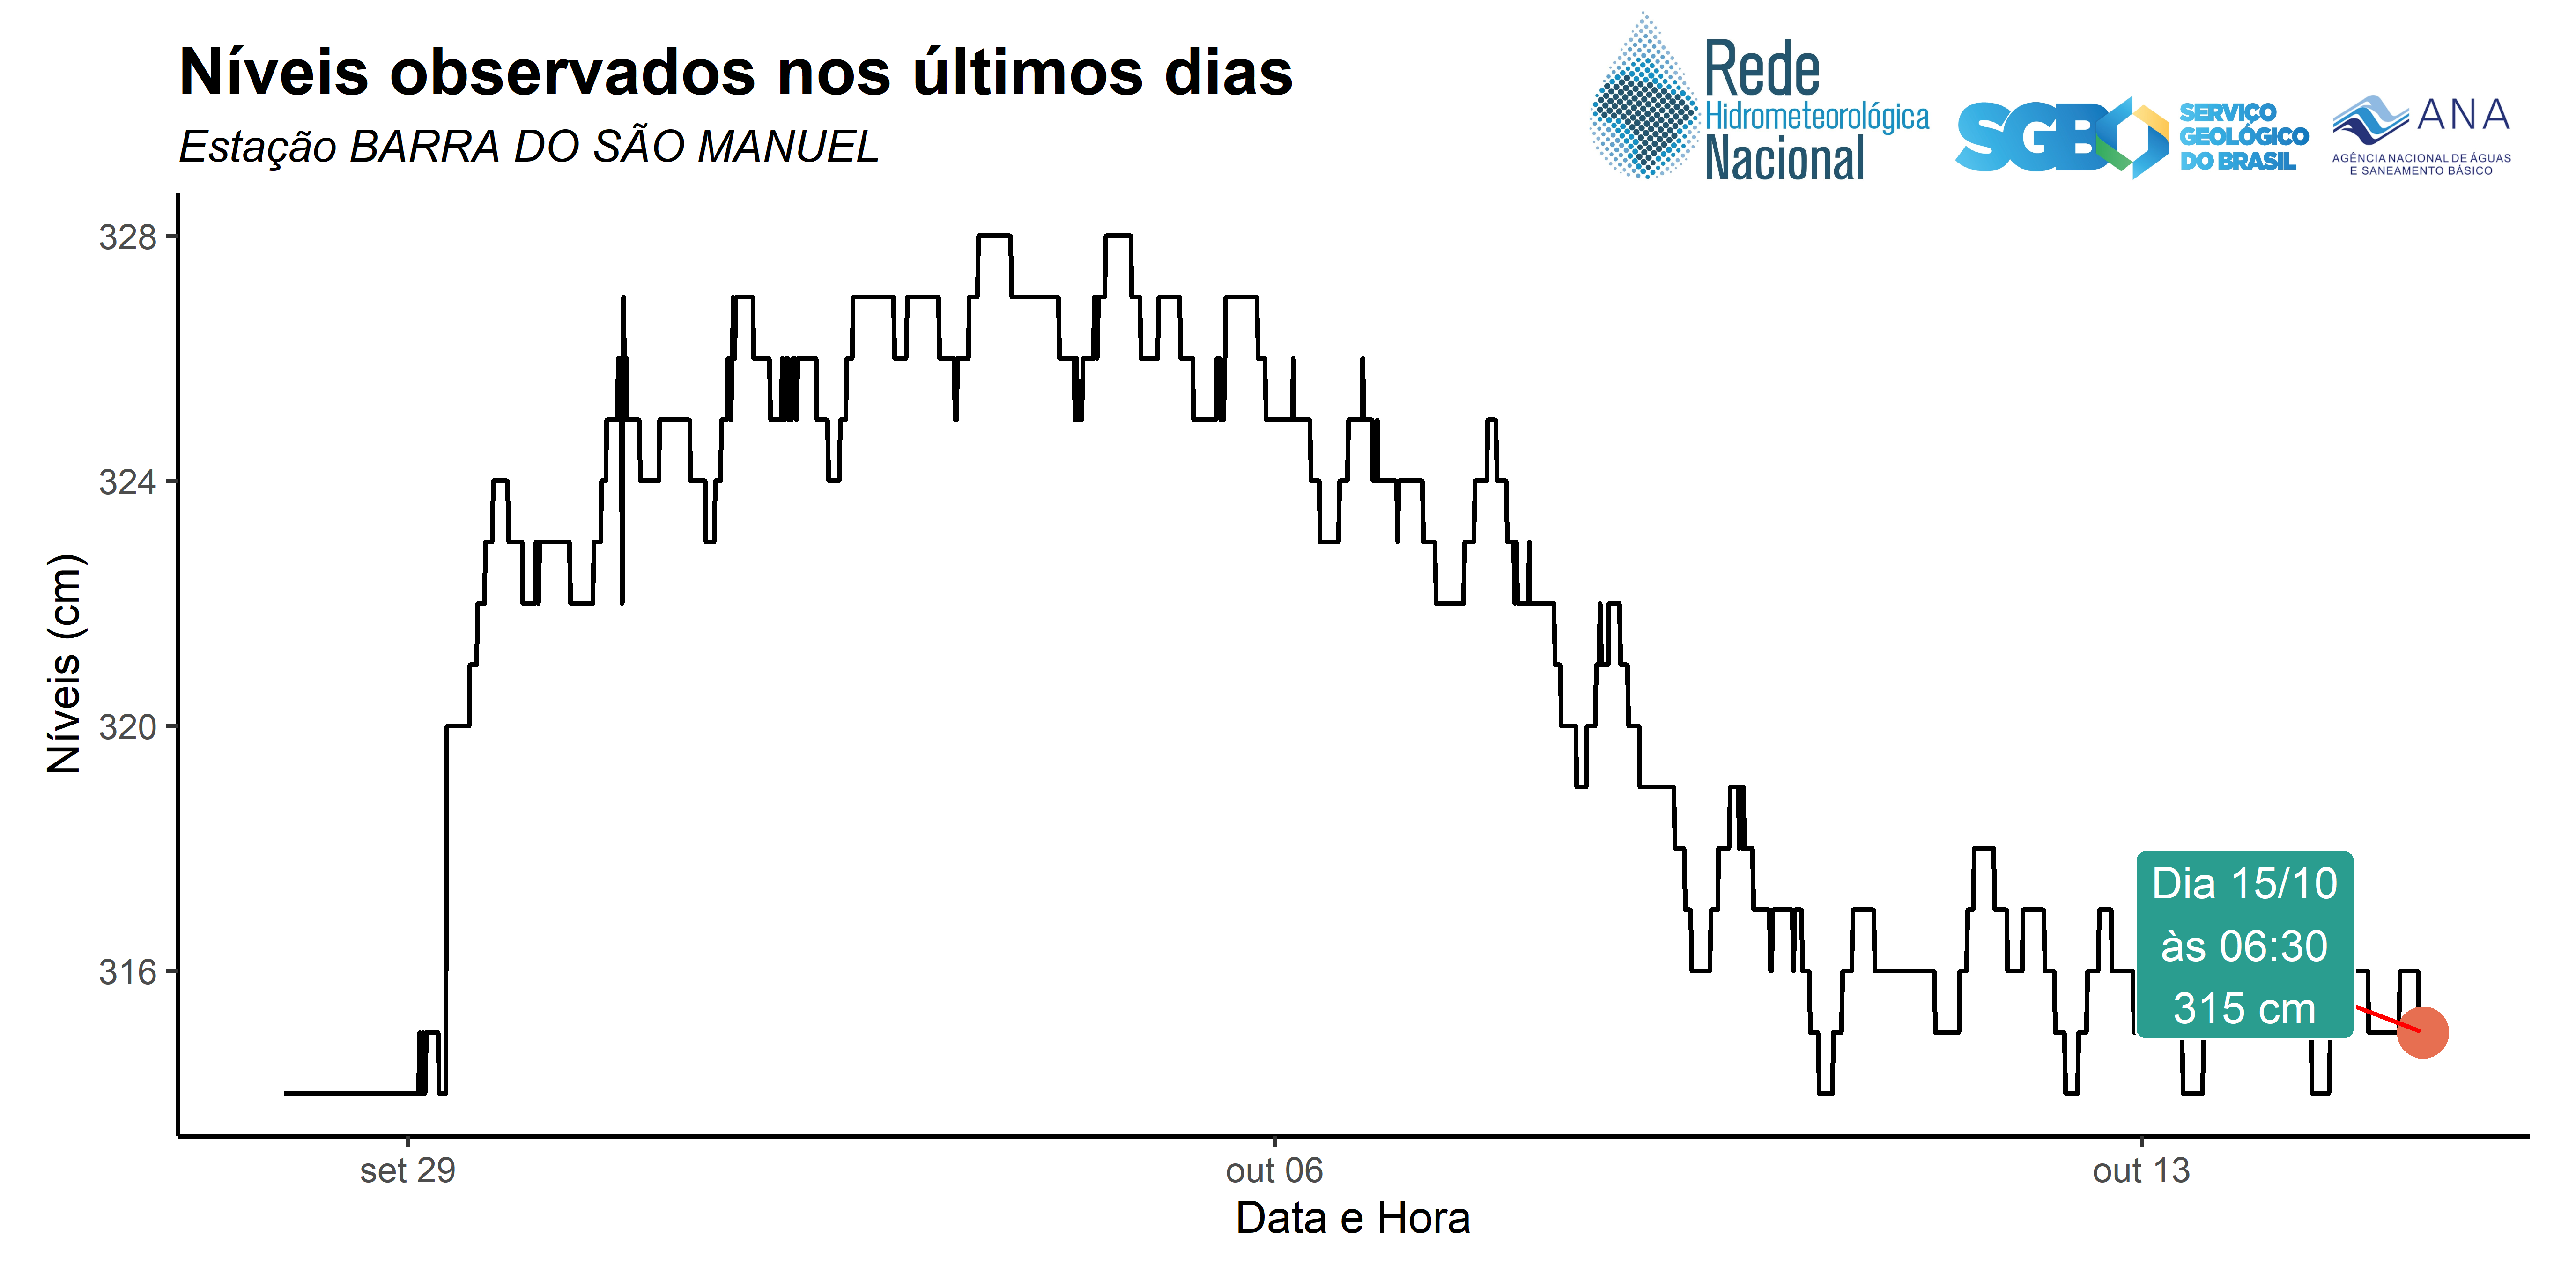 Níveis observados nos últimos dias
Estação BARRA DO SÃO MANUEL
Rede
Hidrometeorológica
Nacional
SGB
SERVIÇO
GEOLÓGICO
DO BRASIL
ANA
AGÊNCIA NACIONAL DE ÁGUAS
E SANEAMENTO BÁSICO
Níveis (cm)
328
324
320
316
Dia 15/10
às 06:30
315 cm
set 29
out 06
out 13
Data e Hora